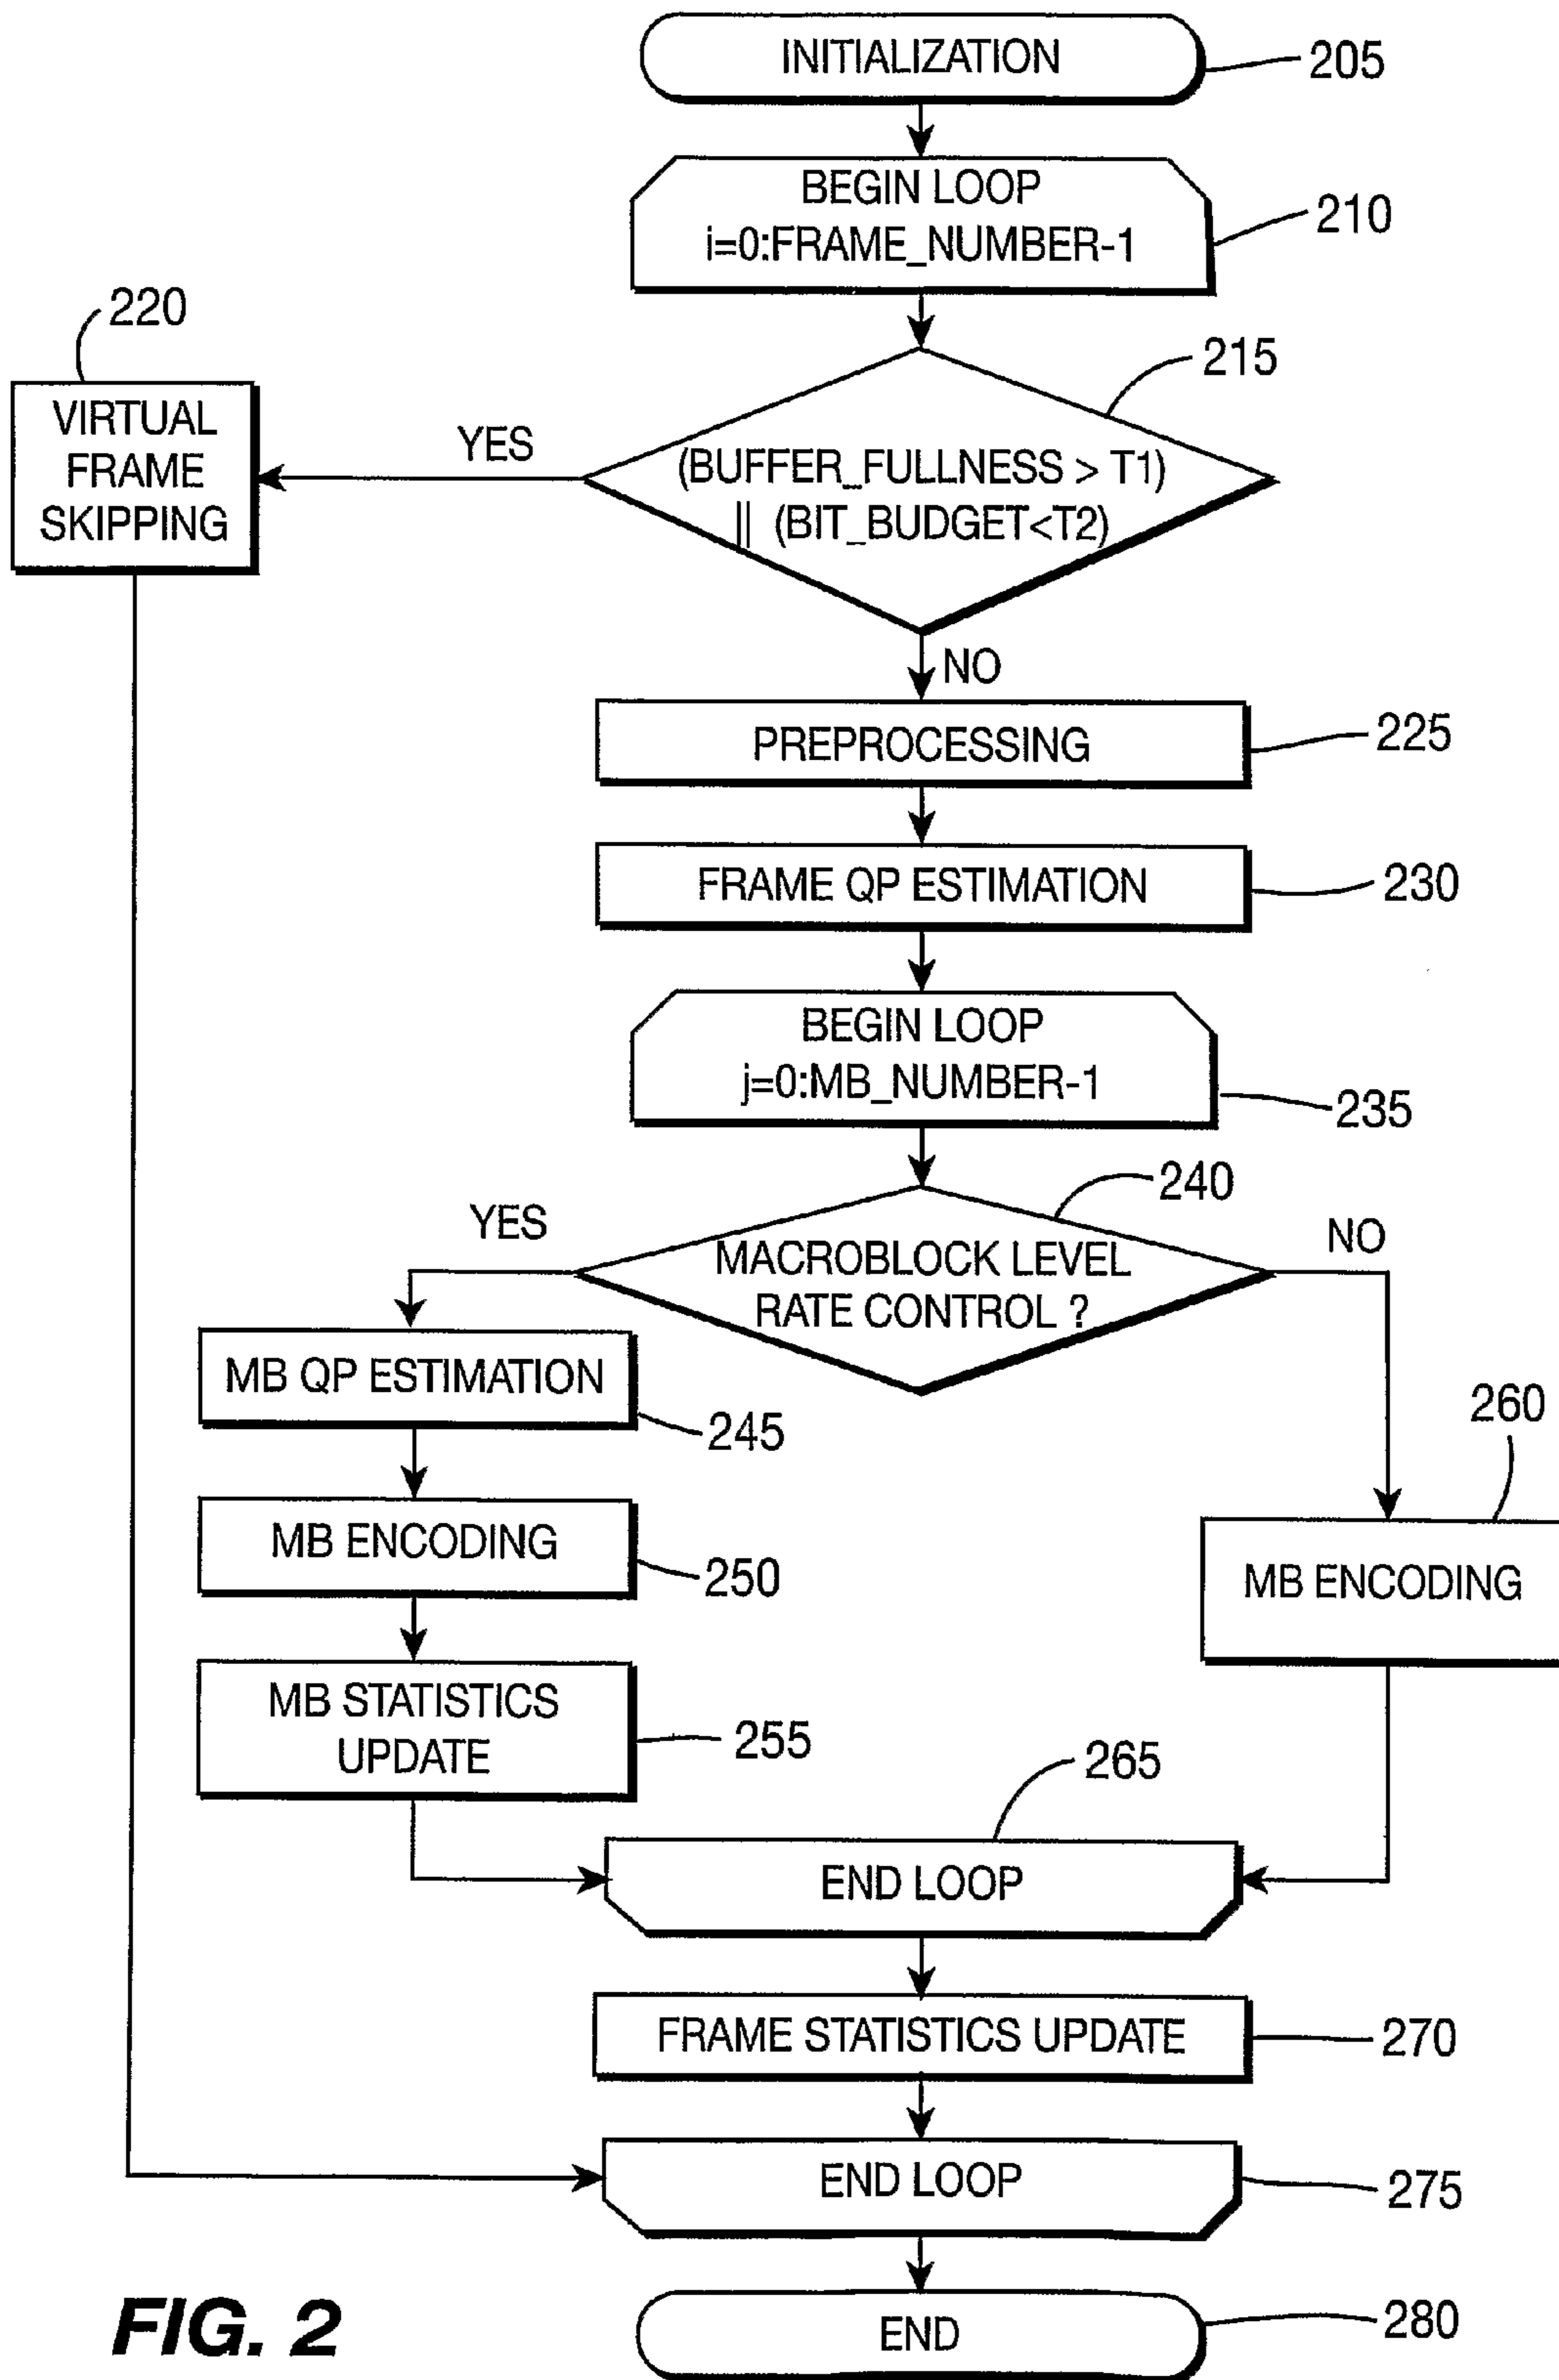 INITIALIZATION
205
BEGIN LOOP
i=0:FRAME_NUMBER-1
210
220
215
VIRTUAL
FRAME
SKIPPING
YES
(BUFFER_FULLNESS > T1)
|| (BIT_BUDGET<T2)
NO
PREPROCESSING
225
FRAME QP ESTIMATION
230
BEGIN LOOP
j=0:MB_NUMBER-1
235
240
YES
NO
MACROBLOCK LEVEL
RATE CONTROL ?
MB QP ESTIMATION
245
260
MB ENCODING
250
MB ENCODING
MB STATISTICS
UPDATE
255
265
END LOOP
FRAME STATISTICS UPDATE
270
END LOOP
275
END
280
FIG. 2